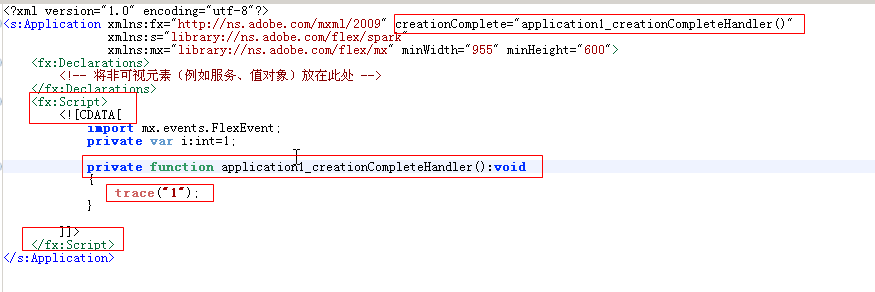 <?xml version="1.0" encoding="utf-8"?>
<s:Application xmlns:fx="http://ns.adobe.com/mxml/2009" creationComplete="application1_creationCompleteHandler()"
xmlns:s="library://ns.adobe.com/flex/spark"
xmlns:mx="library://ns.adobe.com/flex/mx" minWidth="955" minHeight="600">
<fx:Declarations>
<!-- 将非可视元素（例如服务、值对象）放在此处 -->
</fx:Declarations>
<fx:Script>
<![CDATA[
import mx.events.FlexEvent;
private var i:int=1;
private function application1_creationCompleteHandler():void
{
trace("1");
}
]]>
</fx:Script>
</s:Application>